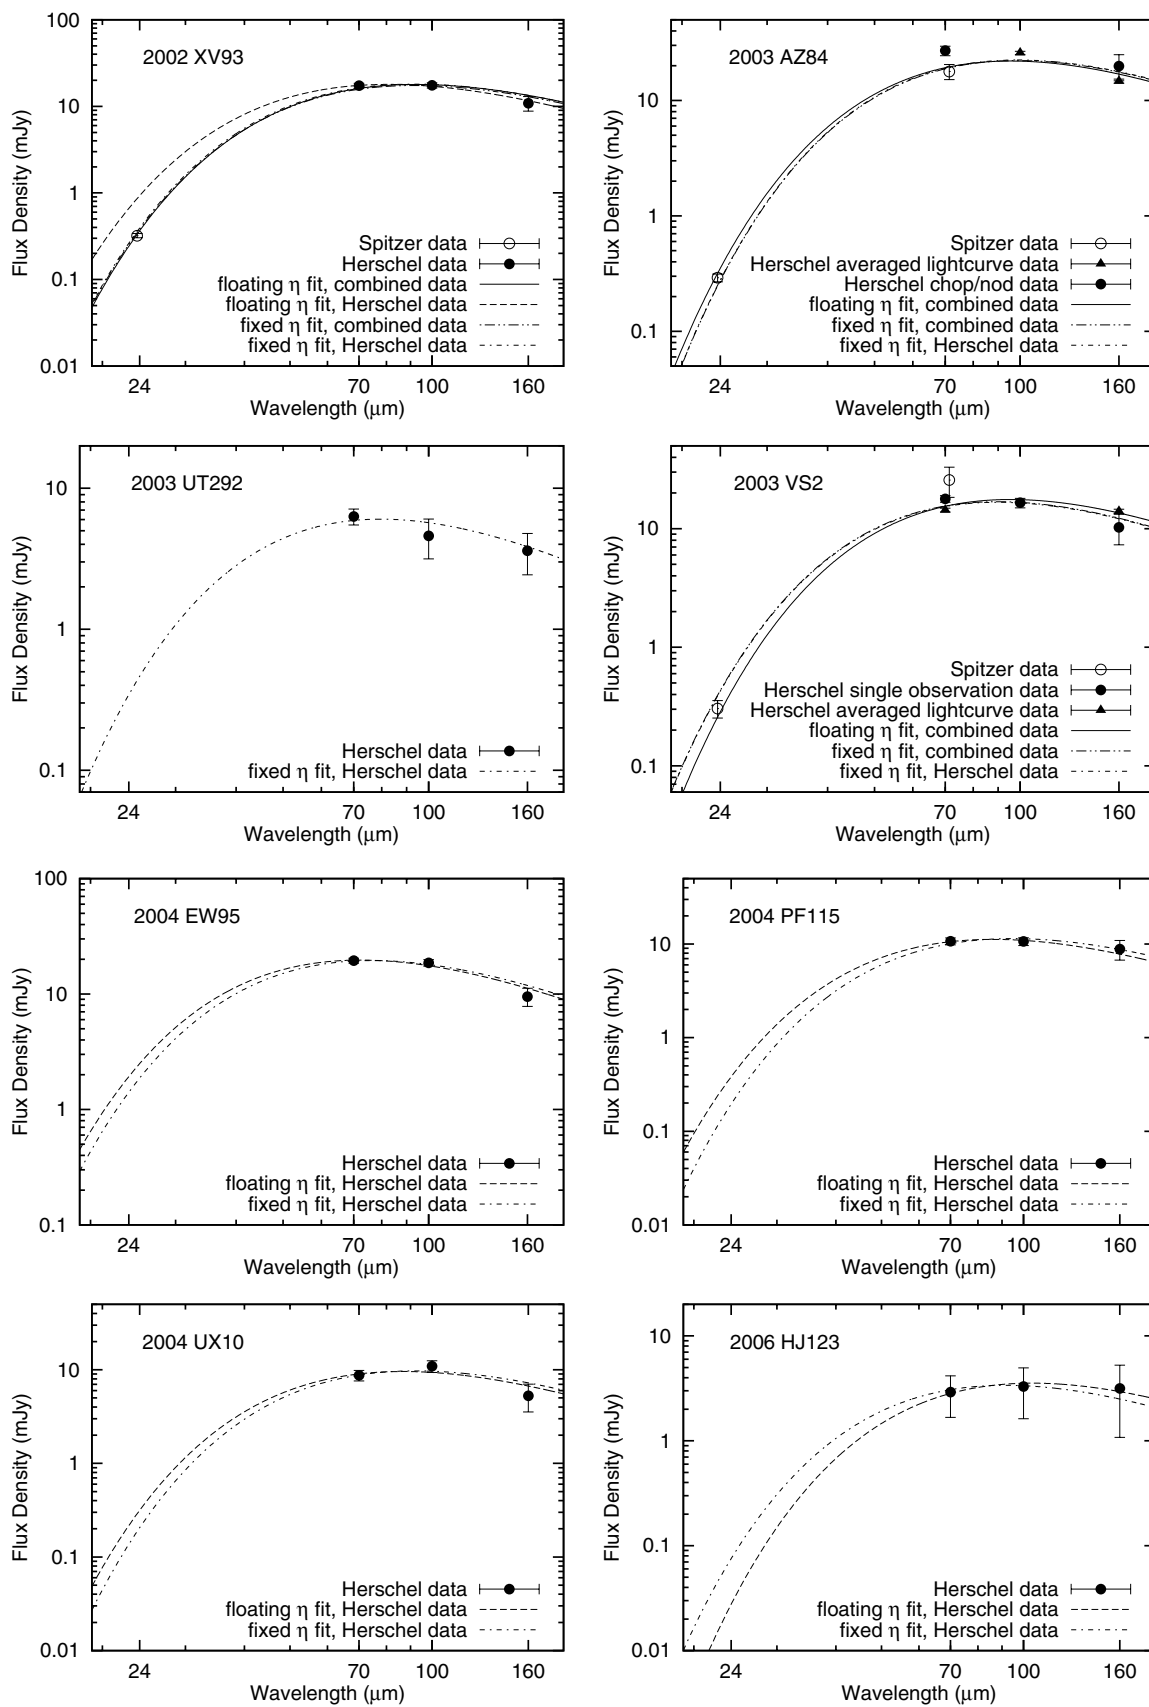 2002 XV93
Flux Density (mJy)
100
10
1
0.1
0.01
Spitzer data
Herschel data
floating η fit, combined data
floating η fit, Herschel data
fixed η fit, combined data
fixed η fit, Herschel data
24 70 100 160
Wavelength (μm)
2003 AZ84
Flux Density (mJy)
10
1
0.1
Spitzer data
Herschel averaged lightcurve data
Herschel chop/nod data
floating η fit, combined data
fixed η fit, combined data
fixed η fit, Herschel data
24 70 100 160
Wavelength (μm)
2003 UT292
Flux Density (mJy)
10
1
0.1
Herschel data
fixed η fit, Herschel data
24 70 100 160
Wavelength (μm)
2003 VS2
Flux Density (mJy)
10
1
0.1
Spitzer data
Herschel single observation data
Herschel averaged lightcurve data
floating η fit, combined data
fixed η fit, combined data
fixed η fit, Herschel data
24 70 100 160
Wavelength (μm)
2004 EW95
Flux Density (mJy)
100
10
1
0.1
Herschel data
floating η fit, Herschel data
fixed η fit, Herschel data
24 70 100 160
Wavelength (μm)
2004 PF115
Flux Density (mJy)
10
1
0.1
0.01
Herschel data
floating η fit, Herschel data
fixed η fit, Herschel data
24 70 100 160
Wavelength (μm)
2004 UX10
Flux Density (mJy)
10
1
0.1
0.01
Herschel data
floating η fit, Herschel data
fixed η fit, Herschel data
24 70 100 160
Wavelength (μm)
2006 HJ123
Flux Density (mJy)
10
1
0.1
0.01
Herschel data
floating η fit, Herschel data
fixed η fit, Herschel data
24 70 100 160
Wavelength (μm)